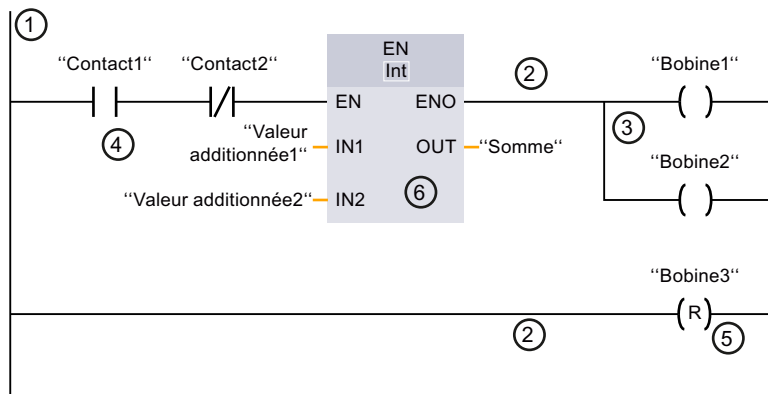 1
‘‘Contact1‘‘ ‘‘Contact2‘‘
EN
Int
2
‘‘Bobine1‘‘
EN ENO
3
4
‘‘Valeur
additionnée1‘‘
IN1 OUT ‘‘Somme‘‘
‘‘Bobine2‘‘
‘‘Valeur additionnée2‘‘ IN2
6
‘‘Bobine3‘‘
R
2
5